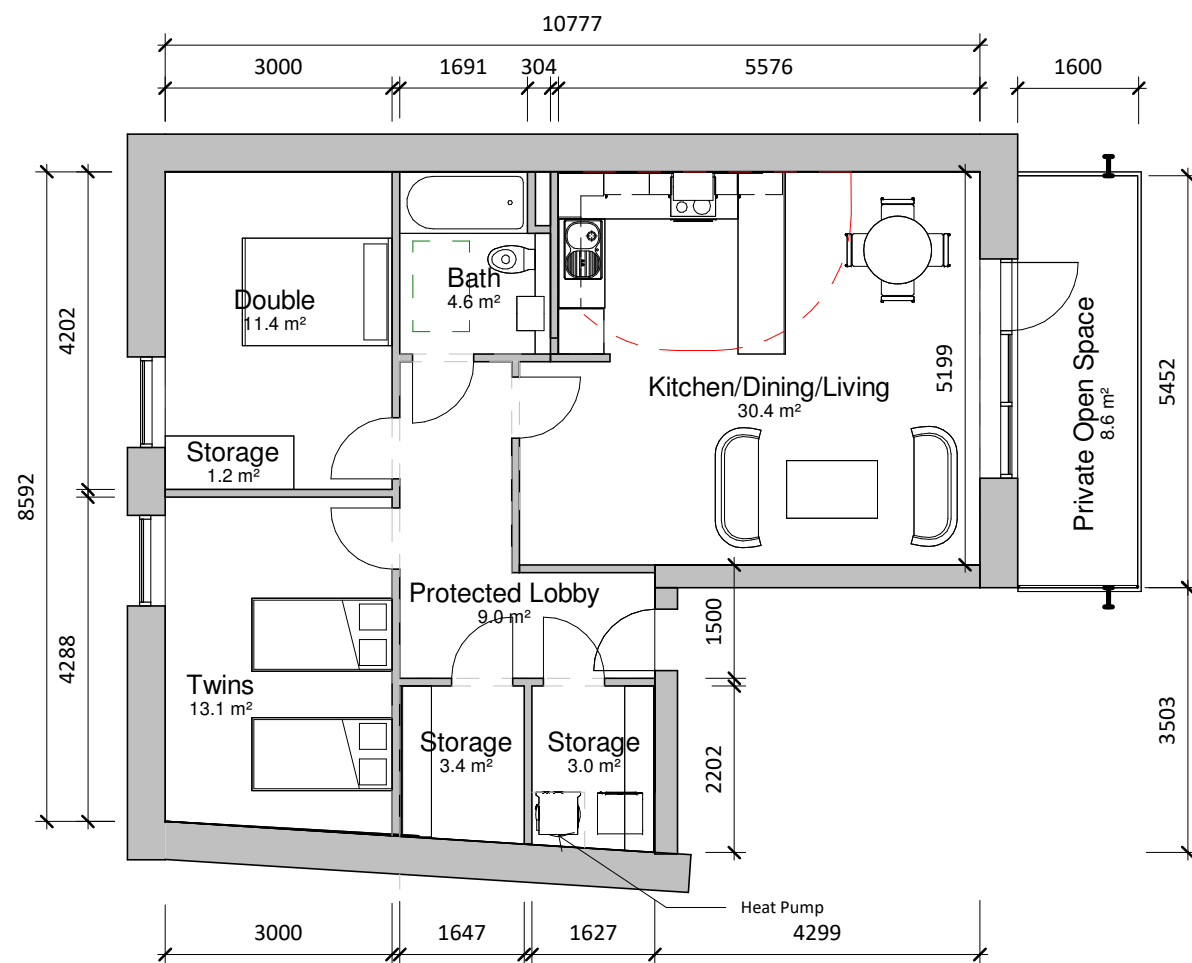 10777
3000
1691
304
5576
1600
Double
11.4 m²
Bath
4.6 m²
Kitchen/Dining/Living
30.4 m²
Private Open Space
8.6 m²
Storage
1.2 m²
4202
8592
4288
5199
5452
Protected Lobby
9.0 m²
1500
3503
Twins
13.1 m²
Storage
3.4 m²
Storage
3.0 m²
2202
Heat Pump
3000
1647
1627
4299